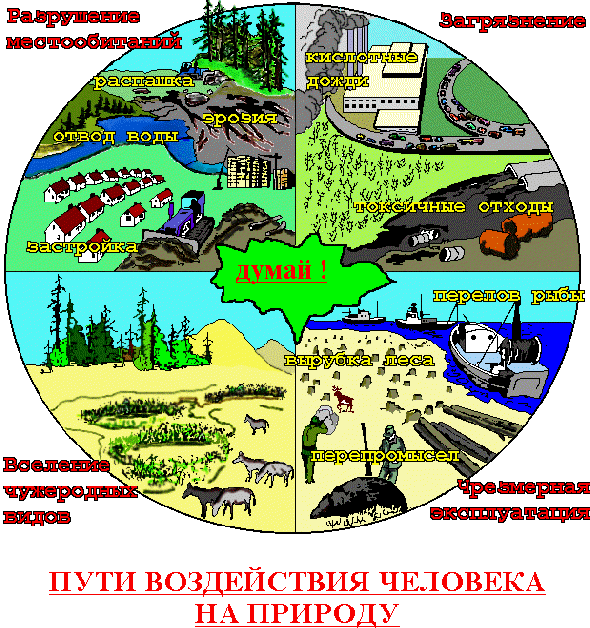 Разрушение
местообитаний
Загрязнение
кислотные
дожди
распашка
эрозия
отвод воды
токсичные отходы
застройка
думай !
перелов рыбы
вырубка леса
перепромысел
Вселение
чужеродных
видов
Чрезмерная
эксплуатация
ПУТИ ВОЗДЕЙСТВИЯ ЧЕЛОВЕКА
НА ПРИРОДУ